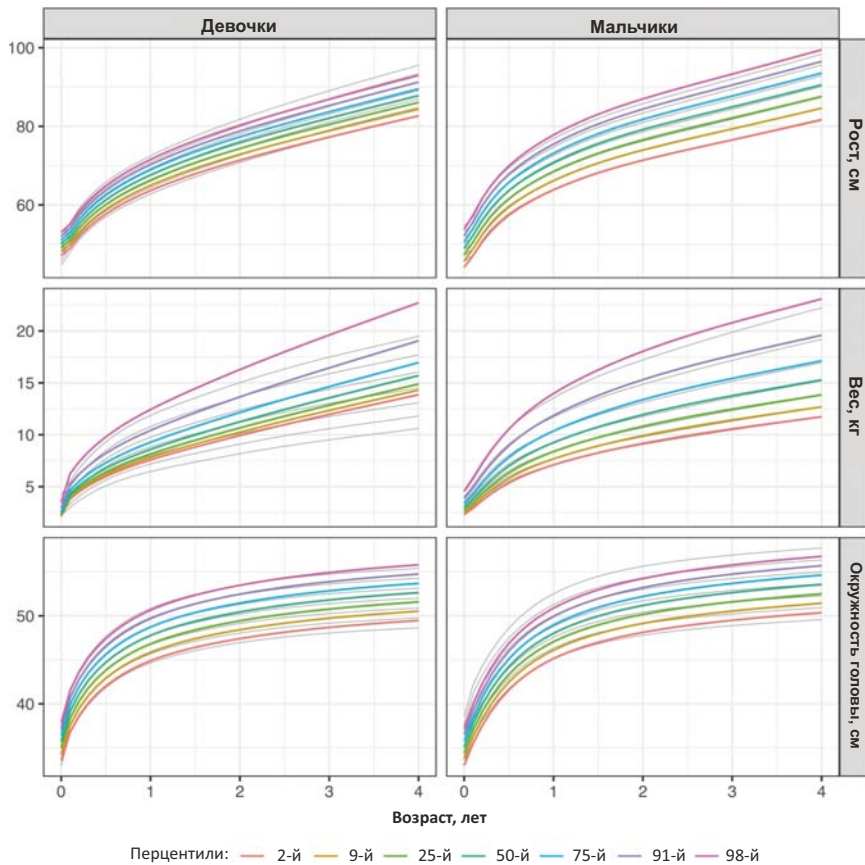 Девочки
Мальчики
100
80
60
Рост, см
20
15
10
5
Вес, кг
50
40
Окружность головы, см
0 1 2 3 4
0 1 2 3 4
Возраст, лет
Перцентили: 2-й 9-й 25-й 50-й 75-й 91-й 98-й